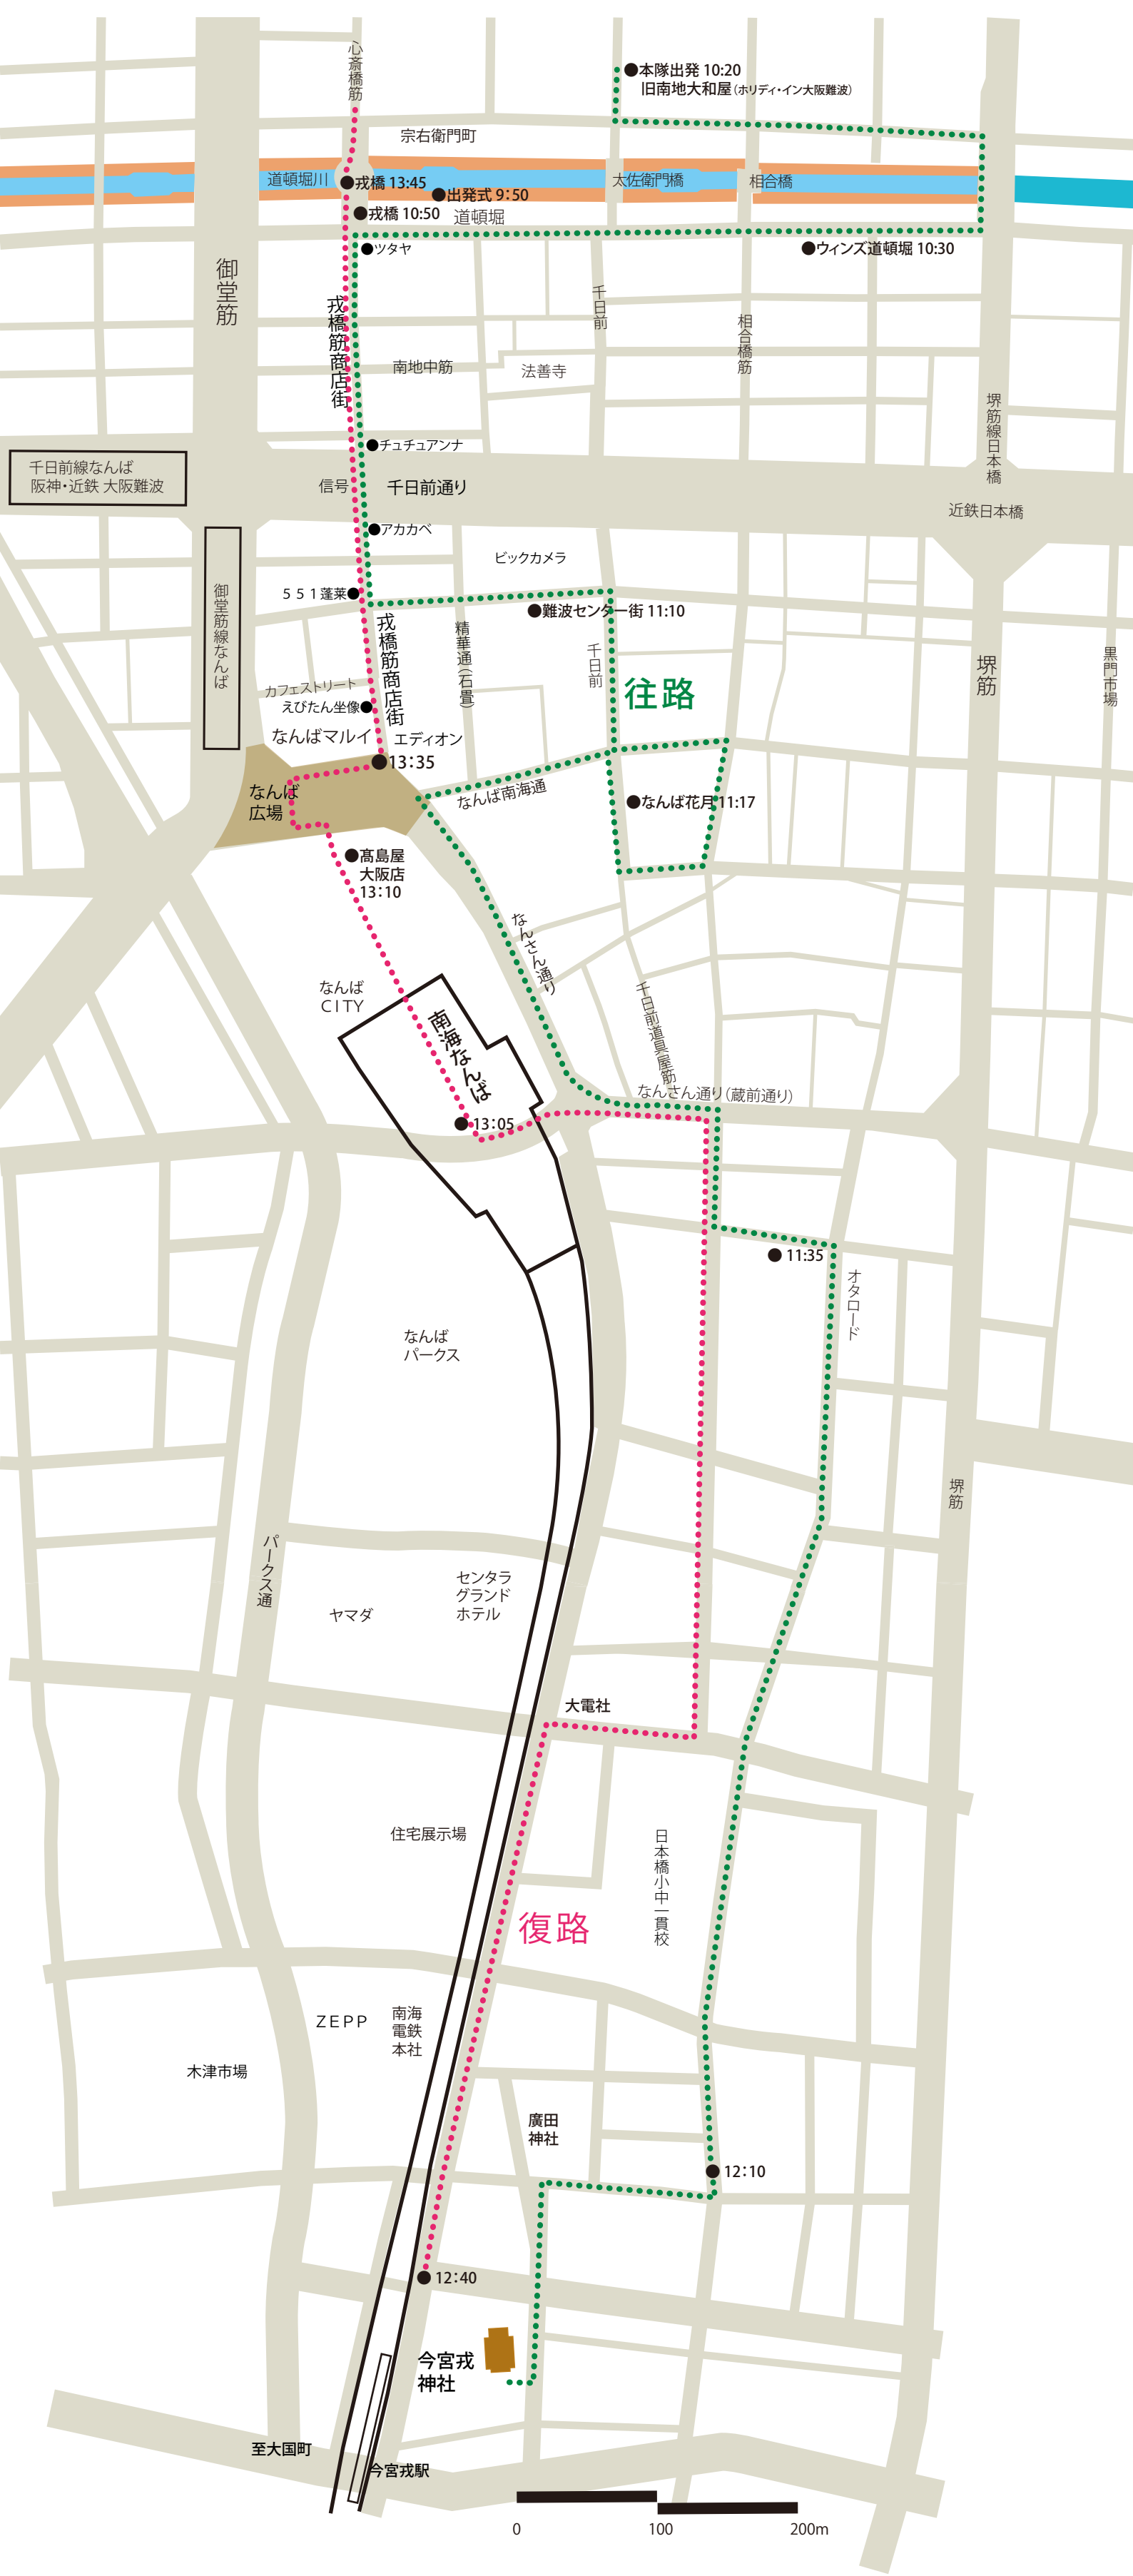 心斎橋筋
本隊出発 10:20
旧南地大和屋（ホリディ・イン大阪難波）
宗右衛門町
道頓堀川
戎橋 13:45
出発式 9：50
太佐衛門橋
相合橋
戎橋 10:50
道頓堀
ツタヤ
ウィンズ道頓堀 10:30
御堂筋
戎橋筋商店街
千日前
相合橋筋
南地中筋
法善寺
堺筋線日本橋
チュチュアンナ
千日前線なんば
阪神・近鉄 大阪難波
信号
千日前通り
近鉄日本橋
アカカベ
ビックカメラ
御堂筋線なんば
５５１蓬莱
難波センター街 11:10
戎橋筋商店街
精華通（石畳）
千日前
往路
堺筋
黒門市場
カフェストリート
えびたん坐像
なんばマルイ
エディオン
13：35
なんば
広場
なんば南海通
なんば花月 11:17
髙島屋
大阪店
13：10
なんさん通り
なんば
ＣＩＴＹ
南海なんば
千日前道具屋筋
なんさん通り（蔵前通り）
13：05
11:35
オタロード
なんば
パークス
堺筋
パークス通
センタラ
グランド
ホテル
ヤマダ
大電社
住宅展示場
日本橋小中一貫校
復路
ＺＥＰＰ
南海
電鉄
本社
木津市場
廣田
神社
12：10
12：40
今宮戎
神社
至大国町
今宮戎駅
0
100
200m